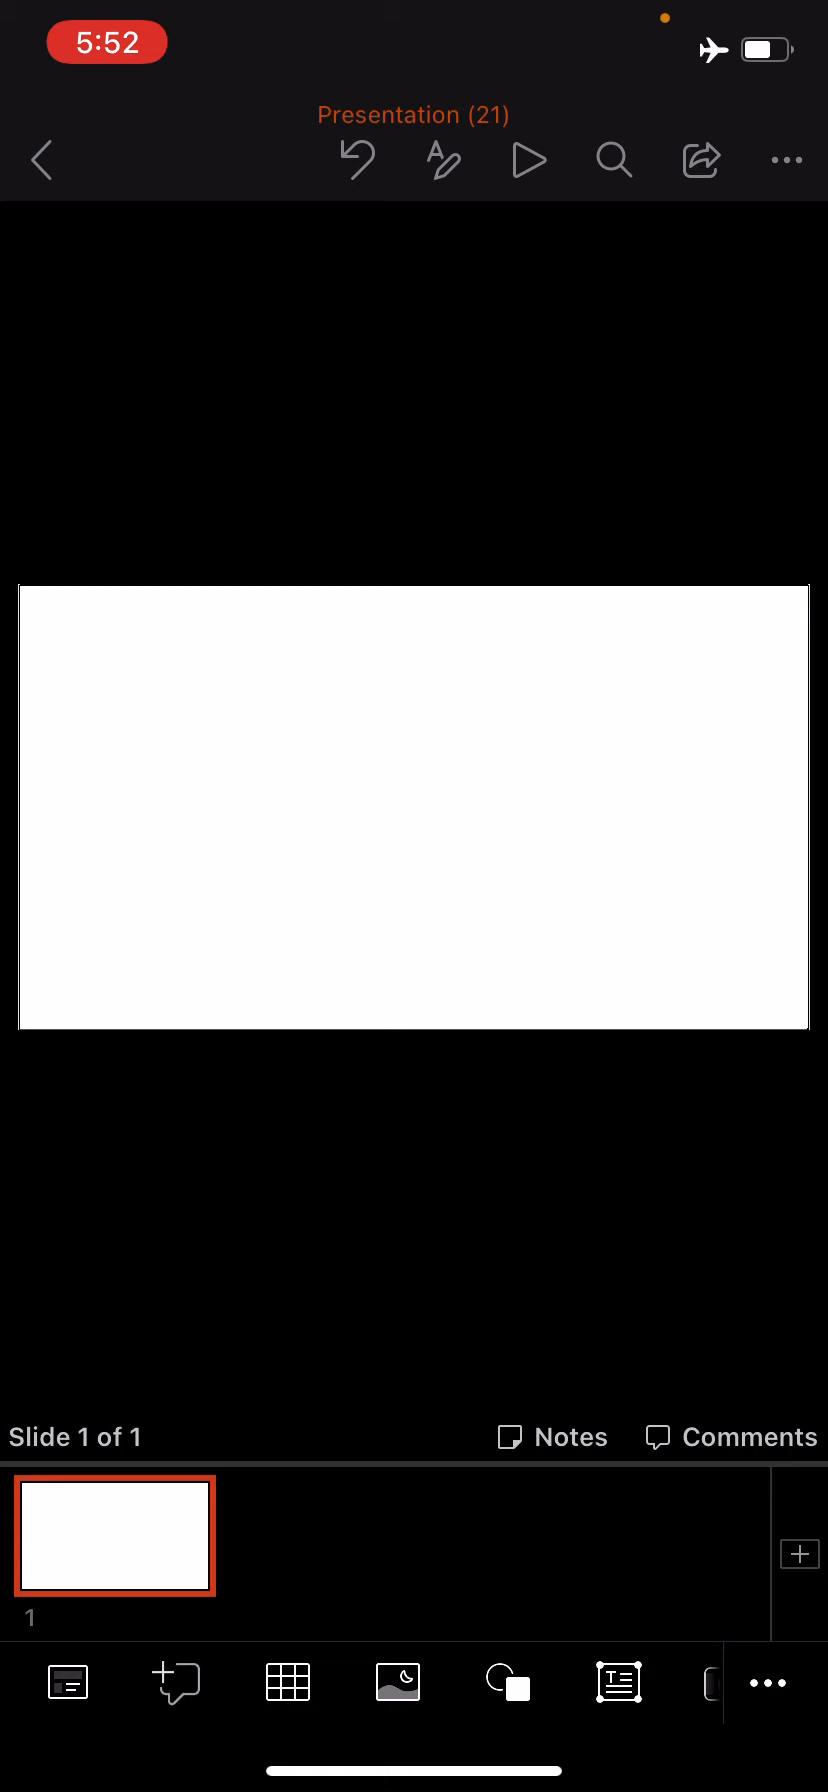 5:52
Presentation (21)
Slide 1 of 1
Notes
Comments
1